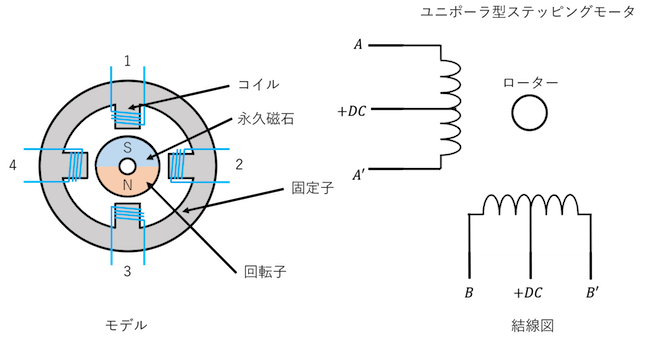 ユニポーラ型ステッピングモータ
1
コイル
永久磁石
S
N
4
2
固定子
3
回転子
モデル
A
+DC
A'
ローター
B
+DC
B'
結線図